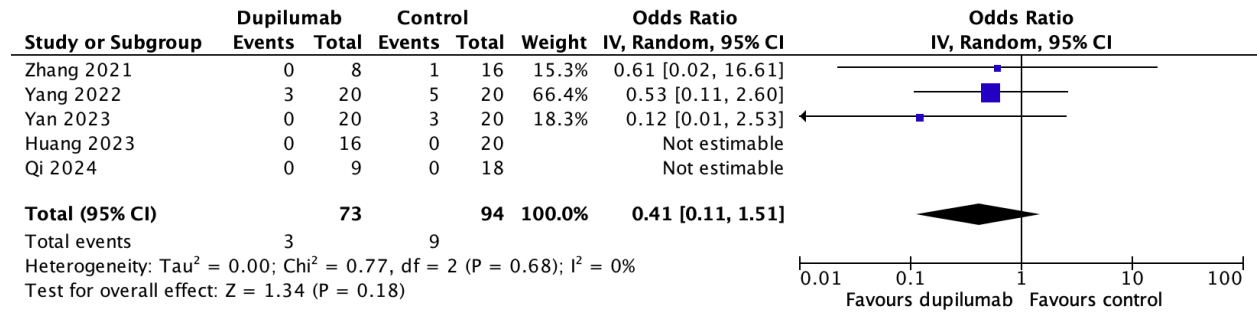 Dupilumab Control Odds Ratio Odds Ratio
Study or Subgroup Events Total Events Total Weight IV, Random, 95% CI IV, Random, 95% CI
Zhang 2021 0 8 1 16 15.3% 0.61 [0.02, 16.61]
Yang 2022 3 20 5 20 66.4% 0.53 [0.11, 2.60]
Yan 2023 0 20 3 20 18.3% 0.12 [0.01, 2.53]
Huang 2023 0 16 0 20 Not estimable
Qi 2024 0 9 0 18 Not estimable
Total (95% CI) 73 94 100.0% 0.41 [0.11, 1.51]
Total events 3 9
Heterogeneity: Tau² = 0.00; Chi² = 0.77, df = 2 (P = 0.68); I² = 0%
Test for overall effect: Z = 1.34 (P = 0.18)
0.01 0.1 1 10 100
Favours dupilumab Favours control